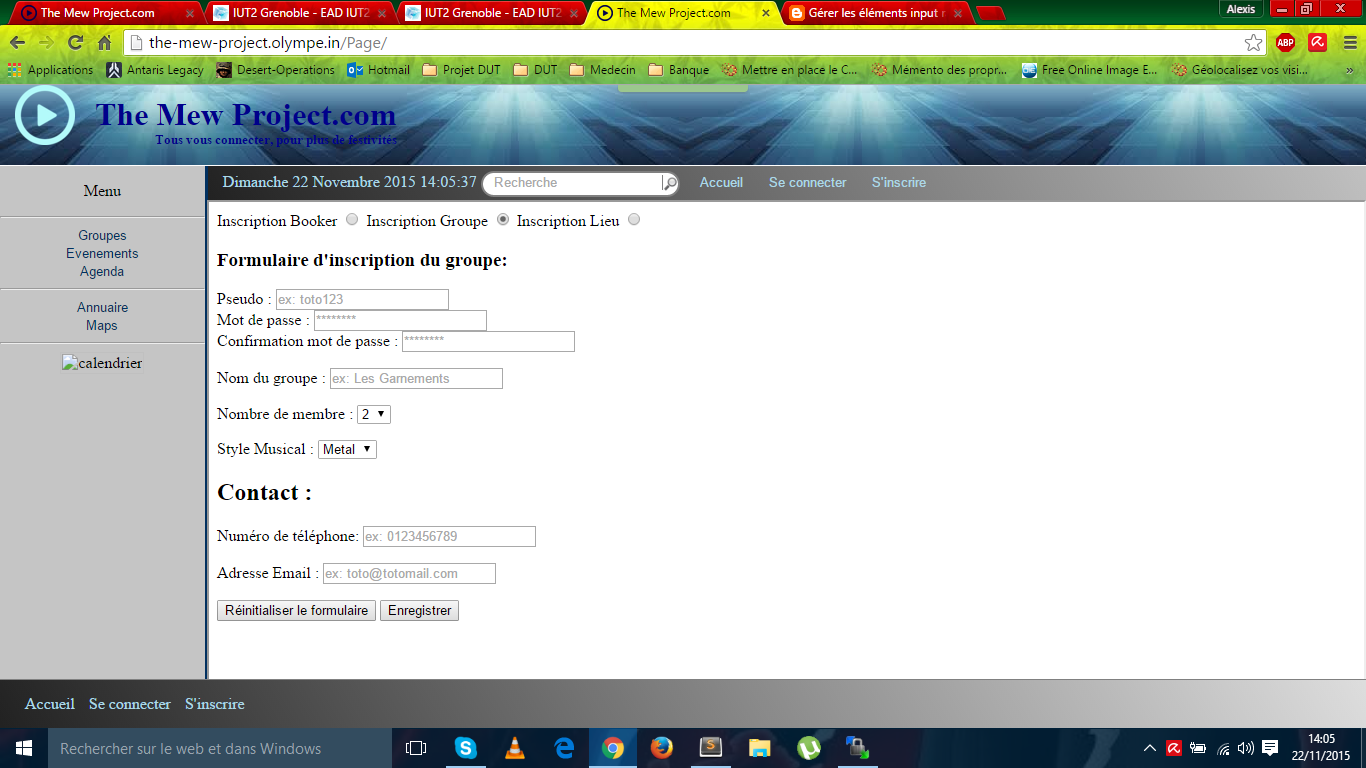 The Mew Project.com
IUT2 Grenoble - EAD IUT2
IUT2 Grenoble - EAD IUT2
The Mew Project.com
Gérer les éléments input r
Alexis
the-mew-project.olympe.in/Page/
ABP
Applications Antaris Legacy Desert-Operations Hotmail Projet DUT DUT Medecin Banque Mettre en place le C... Mémento des propr... Free Online Image E... Géolocalisez vos visi... »
The Mew Project.com
Tous vous connecter, pour plus de festivités
Menu
Groupes
Evenements
Agenda
Annuaire
Maps
calendrier
Dimanche 22 Novembre 2015 14:05:37 Recherche Accueil Se connecter S'inscrire
Inscription Booker Inscription Groupe Inscription Lieu
Formulaire d'inscription du groupe:
Pseudo : ex: toto123
Mot de passe : ********
Confirmation mot de passe : ********
Nom du groupe : ex: Les Garnements
Nombre de membre : 2
Style Musical : Metal
Contact :
Numéro de téléphone: ex: 0123456789
Adresse Email : ex: toto@totomail.com
Réinitialiser le formulaire Enregistrer
Accueil Se connecter S'inscrire
Rechercher sur le web et dans Windows
14:05
22/11/2015